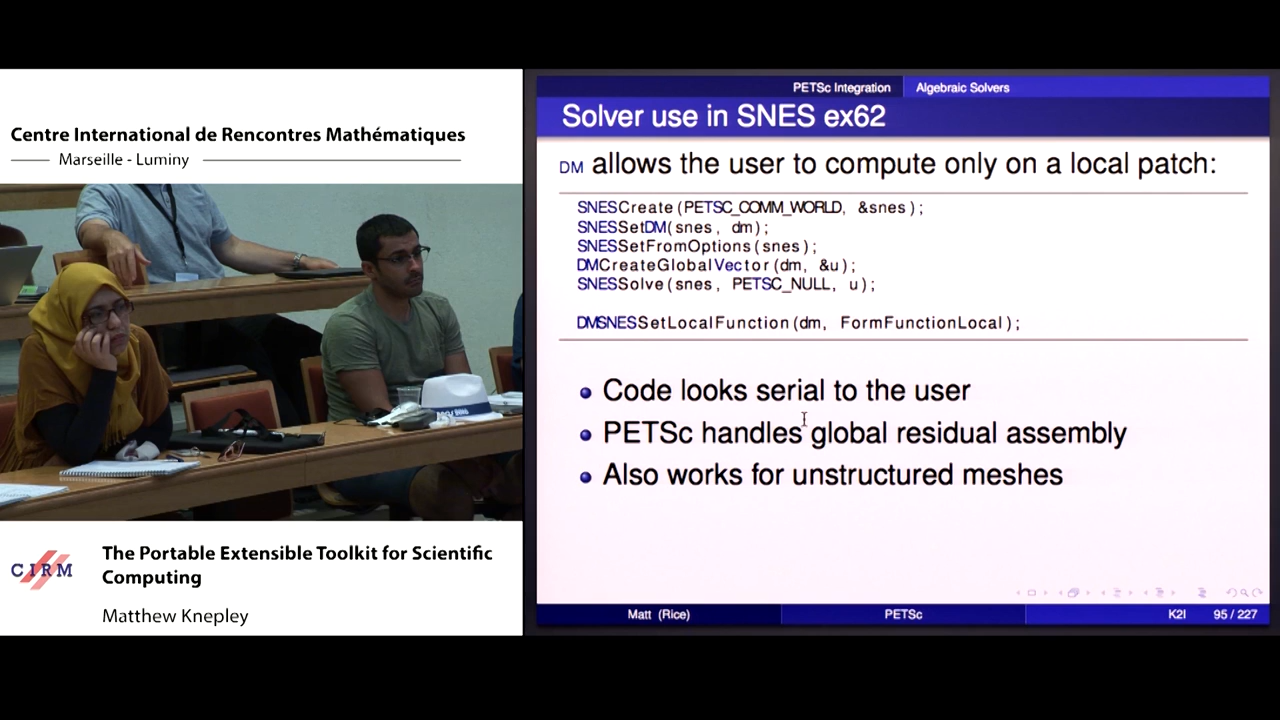 Centre International de Rencontres Mathématiques
Marseille - Luminy
The Portable Extensible Toolkit for Scientific
Computing
CIRM
Matthew Knepley
PETSc Integration
Algebraic Solvers
Solver use in SNES ex62
DM allows the user to compute only on a local patch:
SNESCreate(PETSC_COMM_WORLD, &snes);
SNESSetDM(snes, dm);
SNESSetFromOptions(snes);
DMCreateGlobalVector(dm, &u);
SNESSolve(snes, PETSC_NULL, u);
DMSNESSetLocalFunction(dm, FormFunctionLocal);
Code looks serial to the user
PETSc handles global residual assembly
Also works for unstructured meshes
Matt (Rice)
PETSc
K2I
95 / 227